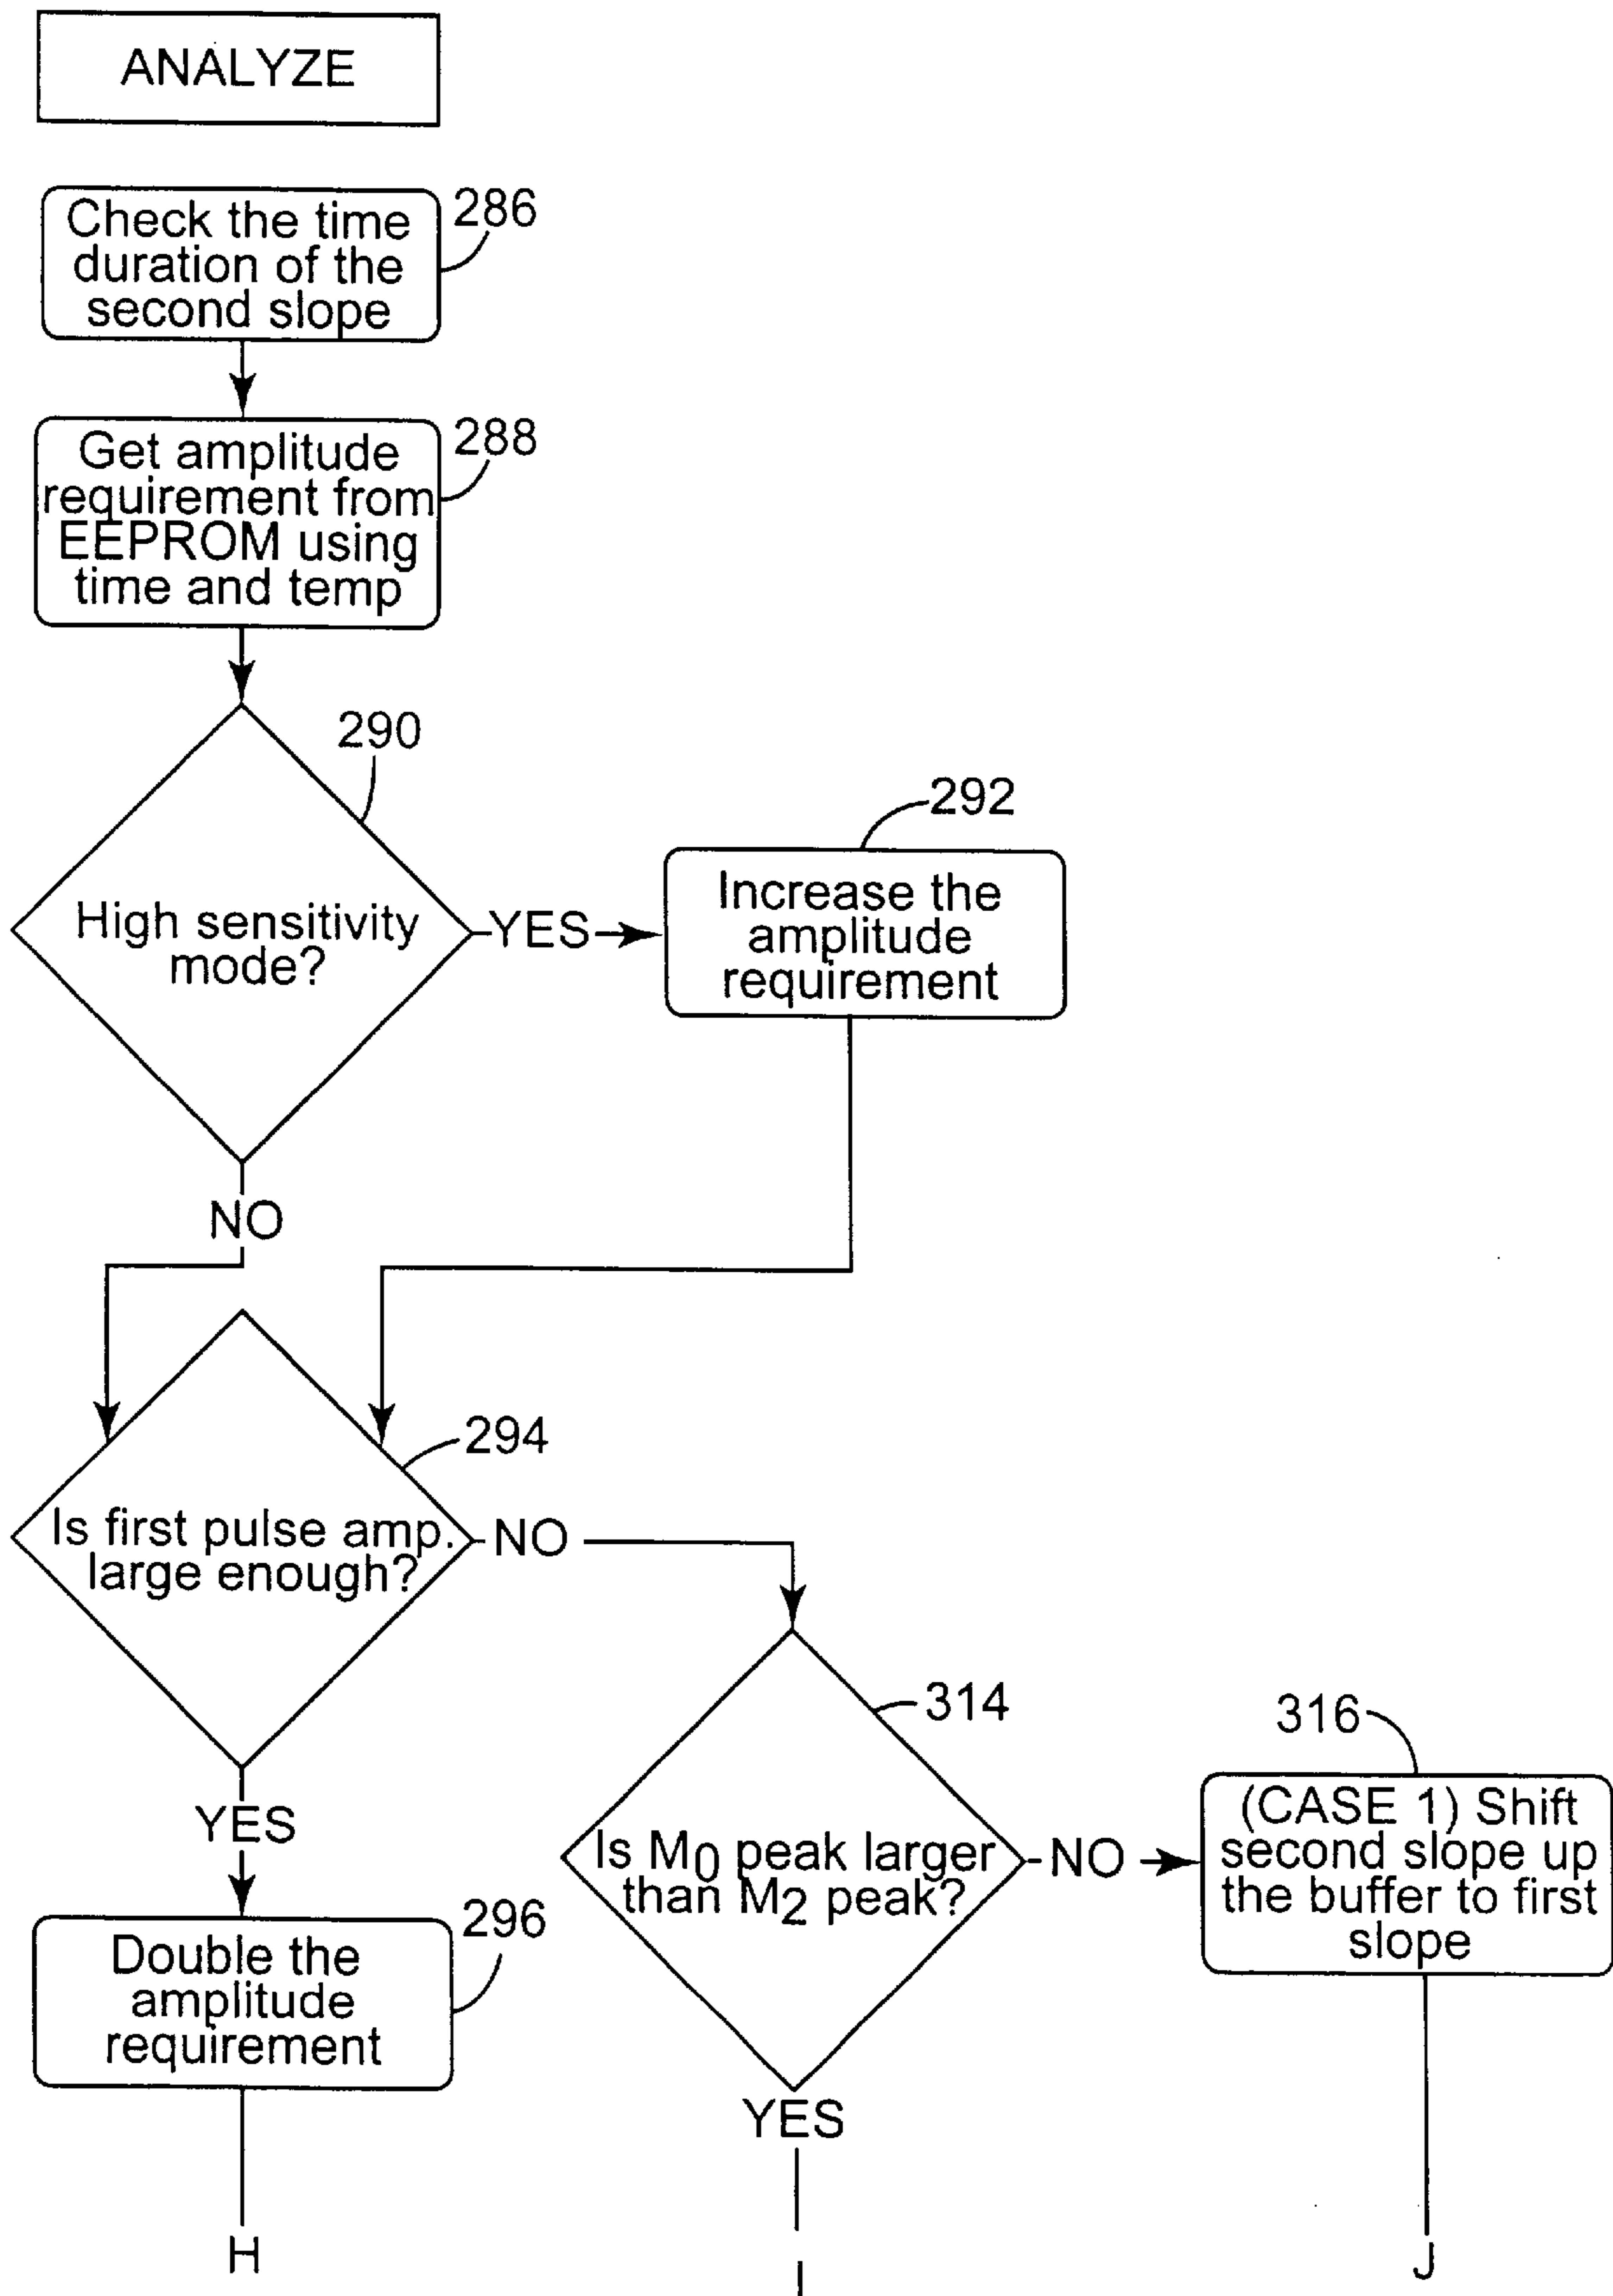 ANALYZE
Check the time
duration of the
second slope
286
Get amplitude
requirement from
EEPROM using
time and temp
288
290
High sensitivity
mode?
YES
292
Increase the
amplitude
requirement
NO
294
Is first pulse amp.
large enough?
NO
314
Is M0 peak larger
than M2 peak?
NO
316
(CASE 1) Shift
second slope up
the buffer to first
slope
YES
296
Double the
amplitude
requirement
YES
H
I
J